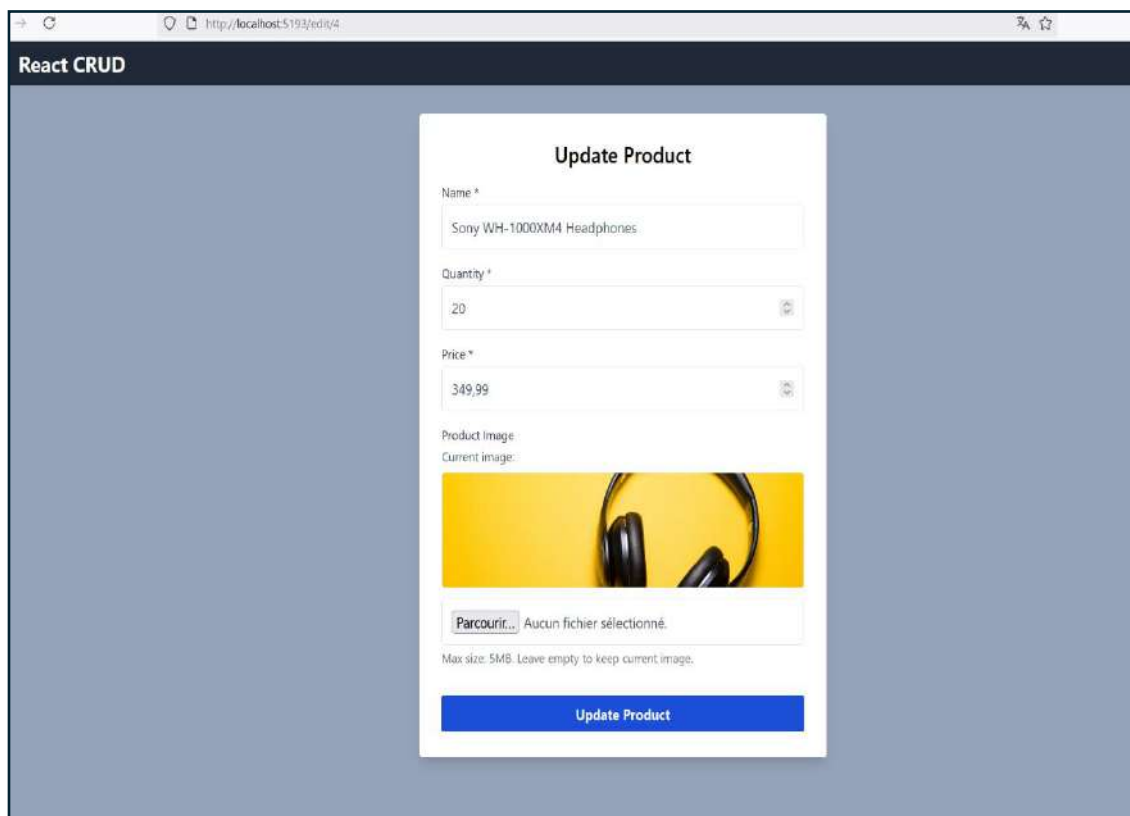 http://localhost:5193/edit/4
React CRUD
Update Product
Name *
Sony WH-1000XM4 Headphones
Quantity *
20
Price *
349,99
Product Image
Current image:
Parcourir... Aucun fichier sélectionné.
Max size: 5MB. Leave empty to keep current image.
Update Product